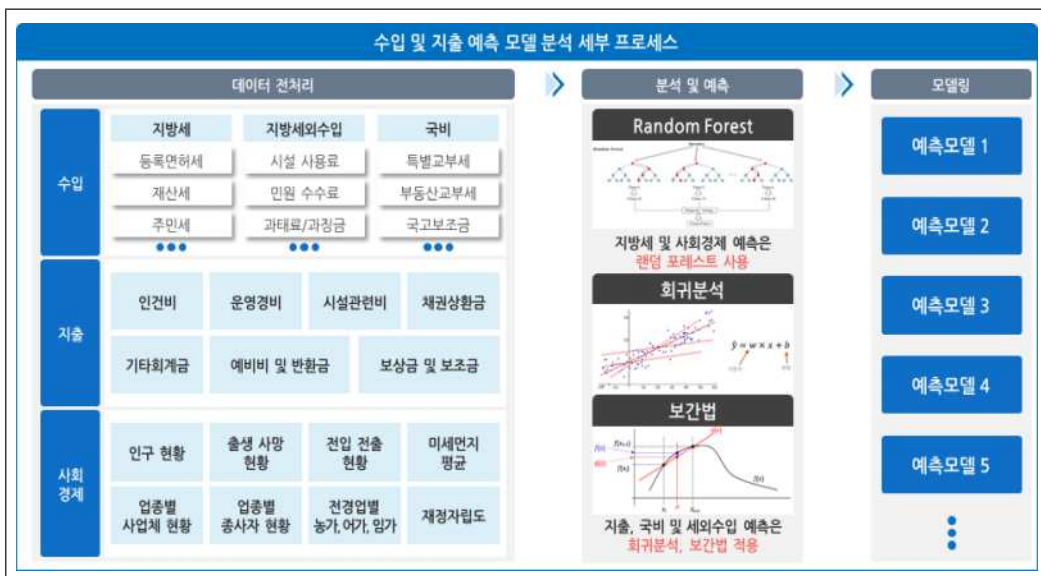 수입 및 지출 예측 모델 분석 세부 프로세스
데이터 전처리
분석 및 예측
모델링
수입
지방세
지방세외수입
국비
등록면허세
시설 사용료
특별교부세
재산세
민원 수수료
부동산교부세
주민세
과태료/과징금
국고보조금
지출
인건비
운영경비
시설관련비
채권상환금
기타회계금
예비비 및 반환금
보상금 및 보조금
사회
경제
인구 현황
출생 사망
현황
전입 전출
현황
미세먼지
평균
업종별
사업체 현황
업종별
종사자 현황
전경업별
농가, 어가, 임가
재정자립도
Random Forest
지방세 및 사회경제 예측은
랜덤 포레스트 사용
회귀분석
ŷ = w × x + b
보간법
지출, 국비 및 세외수입 예측은
회귀분석, 보간법 적용
예측모델 1
예측모델 2
예측모델 3
예측모델 4
예측모델 5